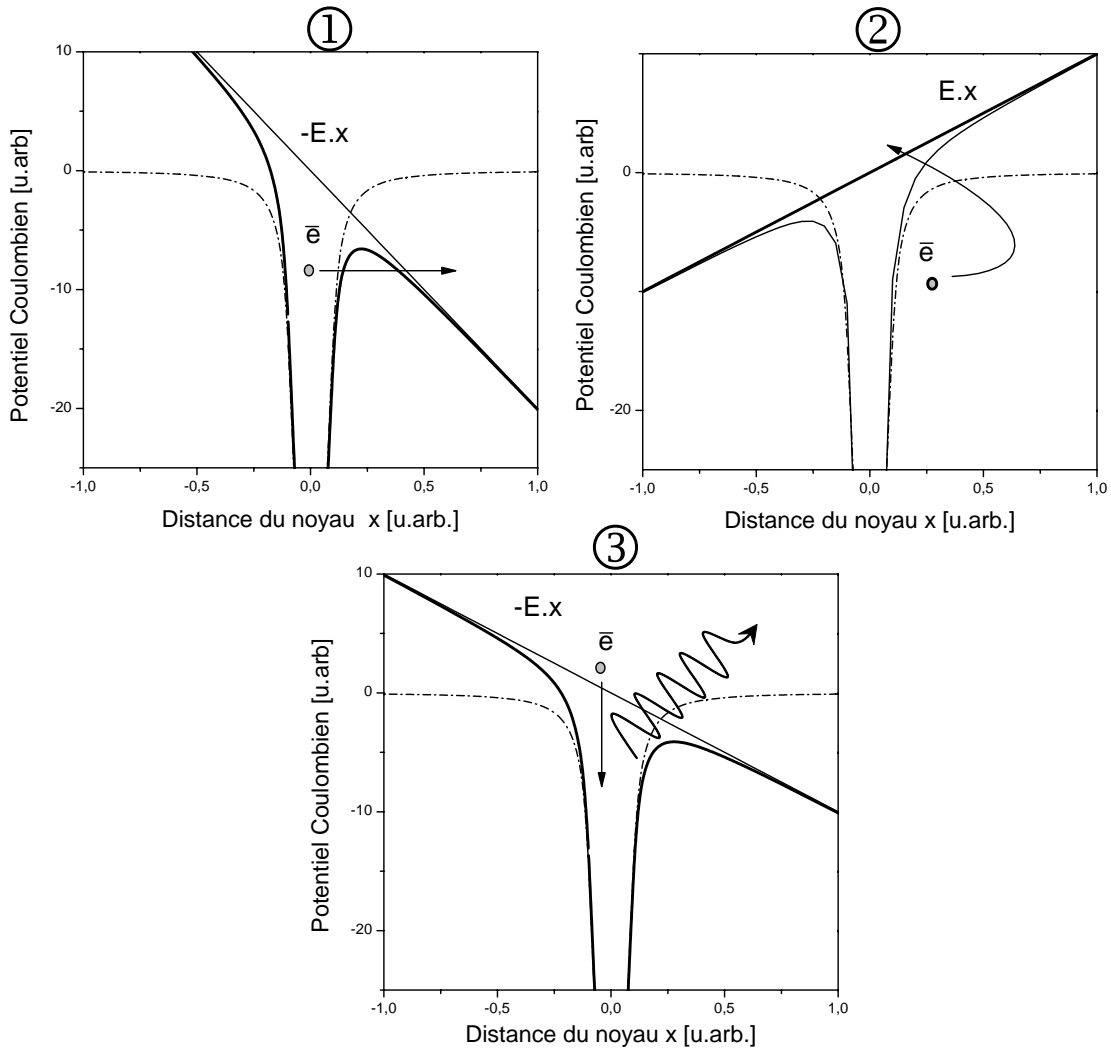 ①
10
0
-10
-20
-1,0
-0,5
0,0
0,5
1,0
Potentiel Coulombien [u.arb]
Distance du noyau x [u.arb.]
-E.x
e̅
②
0
-10
-20
-1,0
-0,5
0,0
0,5
1,0
Potentiel Coulombien [u.arb]
Distance du noyau x [u.arb.]
E.x
e̅
③
10
0
-10
-20
-1,0
-0,5
0,0
0,5
1,0
Potentiel Coulombien [u.arb]
Distance du noyau x [u.arb.]
-E.x
e̅